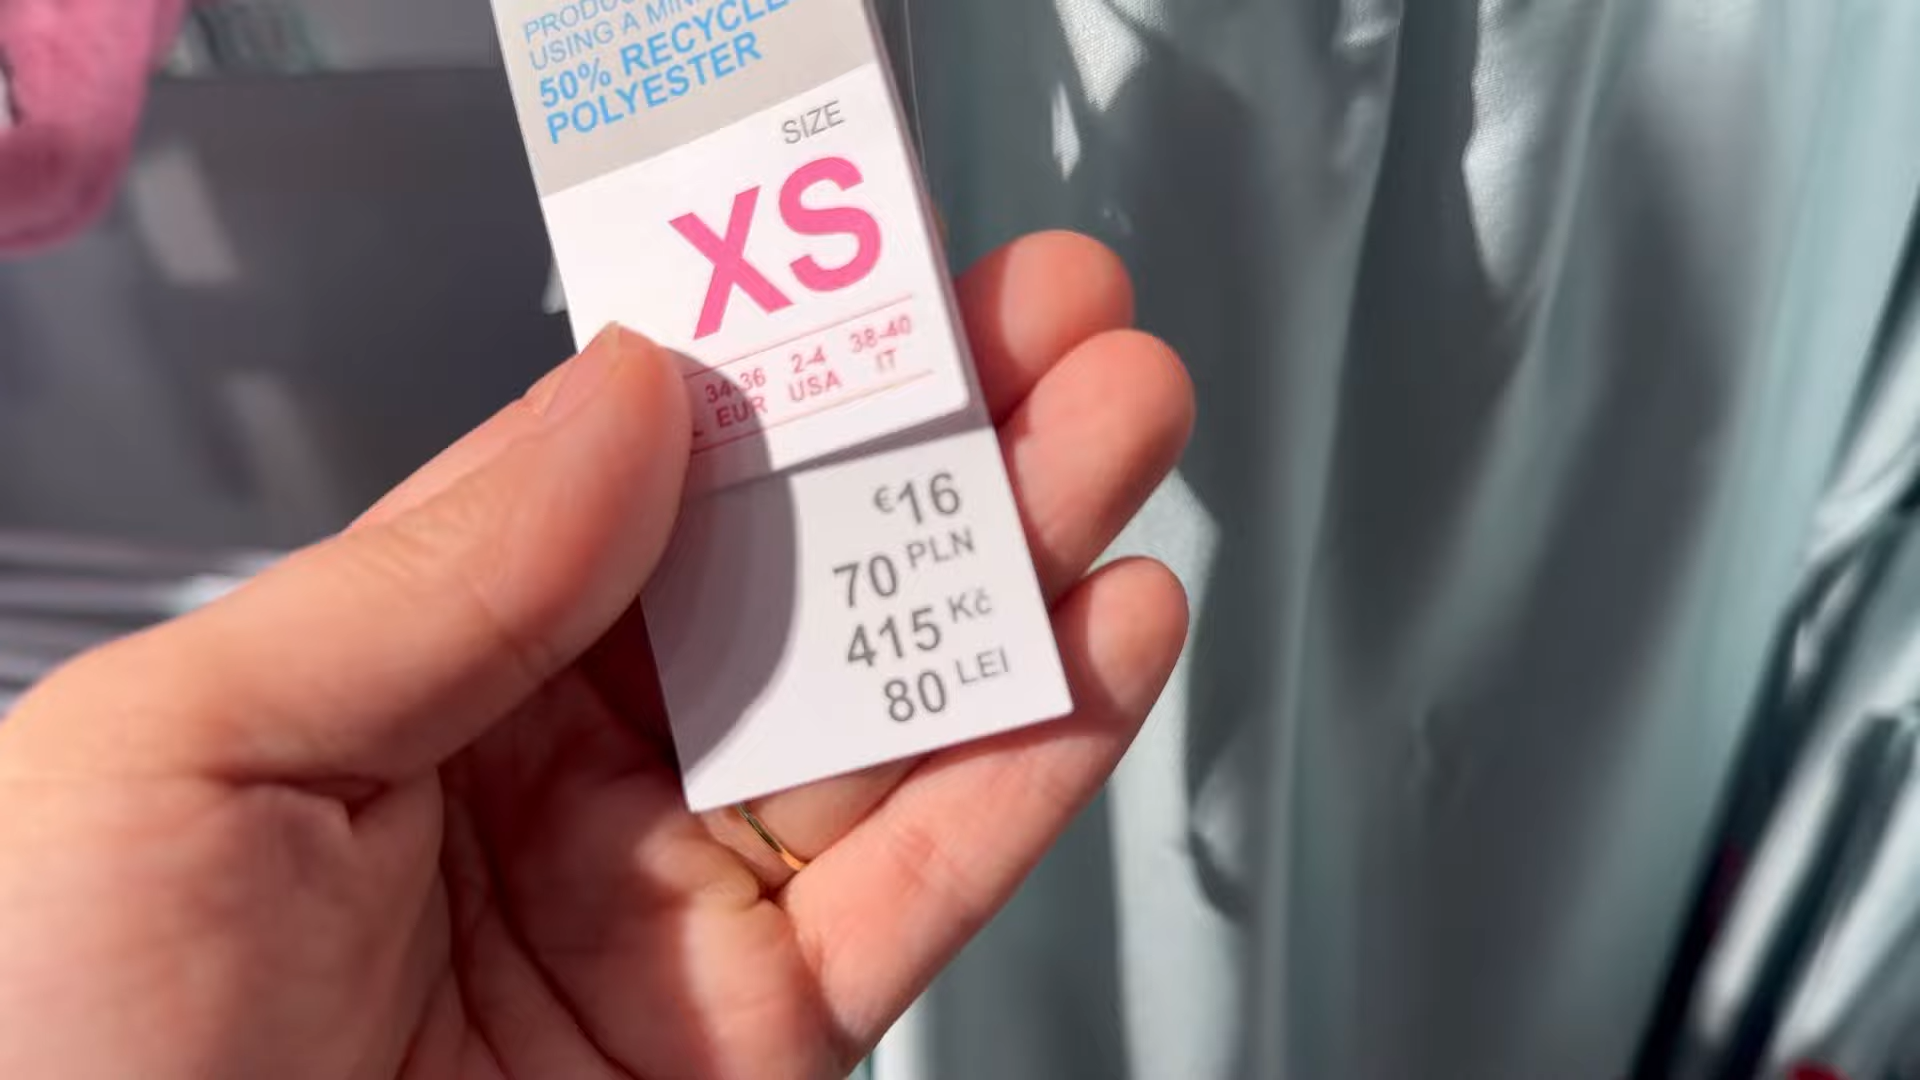 USING A
50% RECYCLE
POLYESTER
SIZE
XS
34-36 2-4 38-40
EUR USA IT
€16
70 PLN
415 Kč
80 LEI